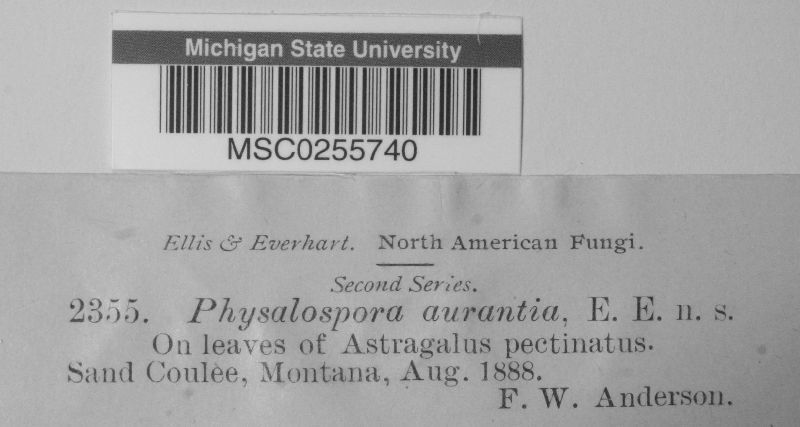 Michigan State University
MSC0255740
Ellis & Everhart. North American Fungi.
Second Series.
2355. Physalospora aurantia, E. E. n. s.
On leaves of Astragalus pectinatus.
Sand Coulèe, Montana, Aug. 1888.
F. W. Anderson.